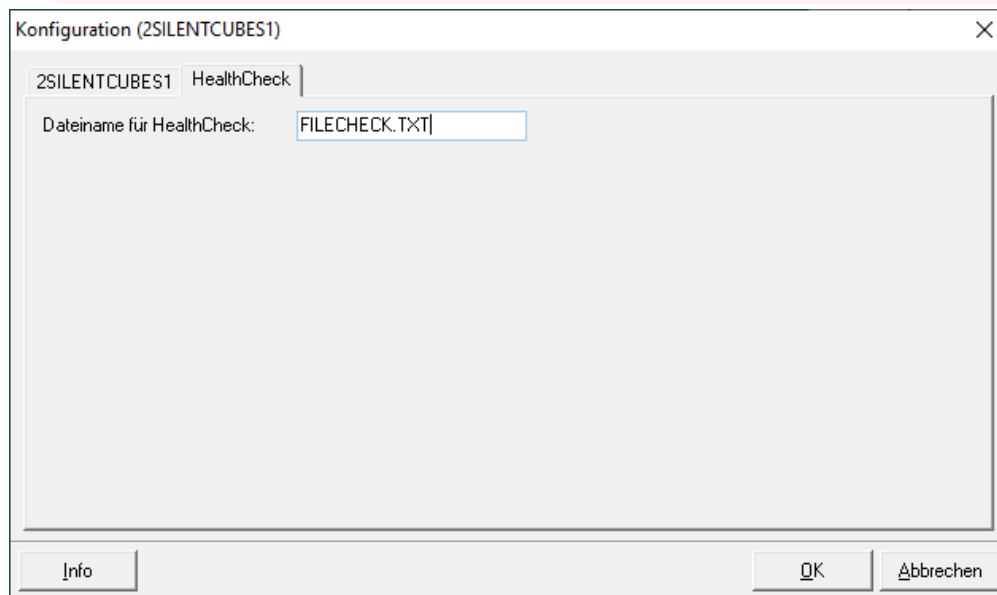 Konfiguration (2SILENTCUBES1)
2SILENTCUBES1 HealthCheck
Dateiname für HealthCheck: FILECHECK.TXT
Info OK Abbrechen